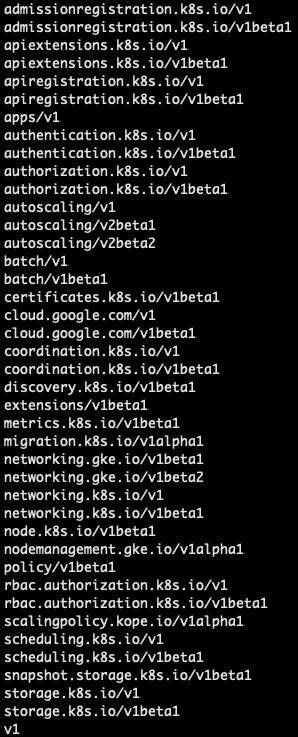 admissionregistration.k8s.io/v1
admissionregistration.k8s.io/v1beta1
apiextensions.k8s.io/v1
apiextensions.k8s.io/v1beta1
apiregistration.k8s.io/v1
apiregistration.k8s.io/v1beta1
apps/v1
authentication.k8s.io/v1
authentication.k8s.io/v1beta1
authorization.k8s.io/v1
authorization.k8s.io/v1beta1
autoscaling/v1
autoscaling/v2beta1
autoscaling/v2beta2
batch/v1
batch/v1beta1
certificates.k8s.io/v1beta1
cloud.google.com/v1
cloud.google.com/v1beta1
coordination.k8s.io/v1
coordination.k8s.io/v1beta1
discovery.k8s.io/v1beta1
extensions/v1beta1
metrics.k8s.io/v1beta1
migration.k8s.io/v1alpha1
networking.gke.io/v1beta1
networking.gke.io/v1beta2
networking.k8s.io/v1
networking.k8s.io/v1beta1
node.k8s.io/v1beta1
nodemanagement.gke.io/v1alpha1
policy/v1beta1
rbac.authorization.k8s.io/v1
rbac.authorization.k8s.io/v1beta1
scalingpolicy.kope.io/v1alpha1
scheduling.k8s.io/v1
scheduling.k8s.io/v1beta1
snapshot.storage.k8s.io/v1beta1
storage.k8s.io/v1
storage.k8s.io/v1beta1
v1